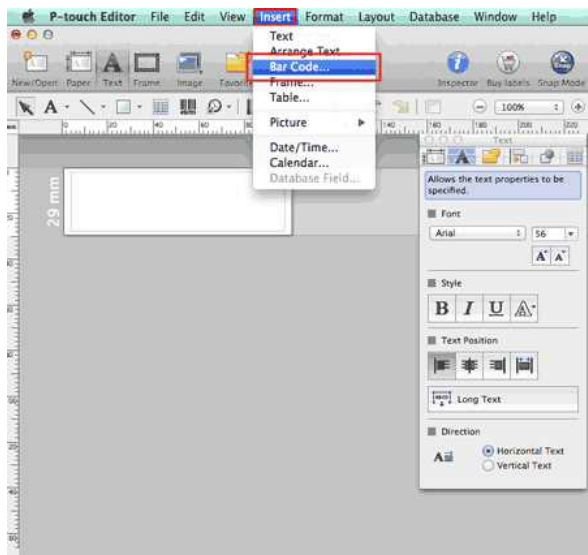 P-touch Editor File Edit View Insert Format Layout Database Window Help
Text
Arrange Text
Bar Code...
Frame...
Table...
Picture
Date/Time...
Calendar...
Database Field...
New/Open Paper Text Frame Image Inspector Buy labels Snap Mode
A 100%
29 mm
Text
Allows the text properties to be
specified.
Font
Arial 56
A A
Style
B I U A
Text Position
Long Text
Direction
A Horizontal Text
Vertical Text